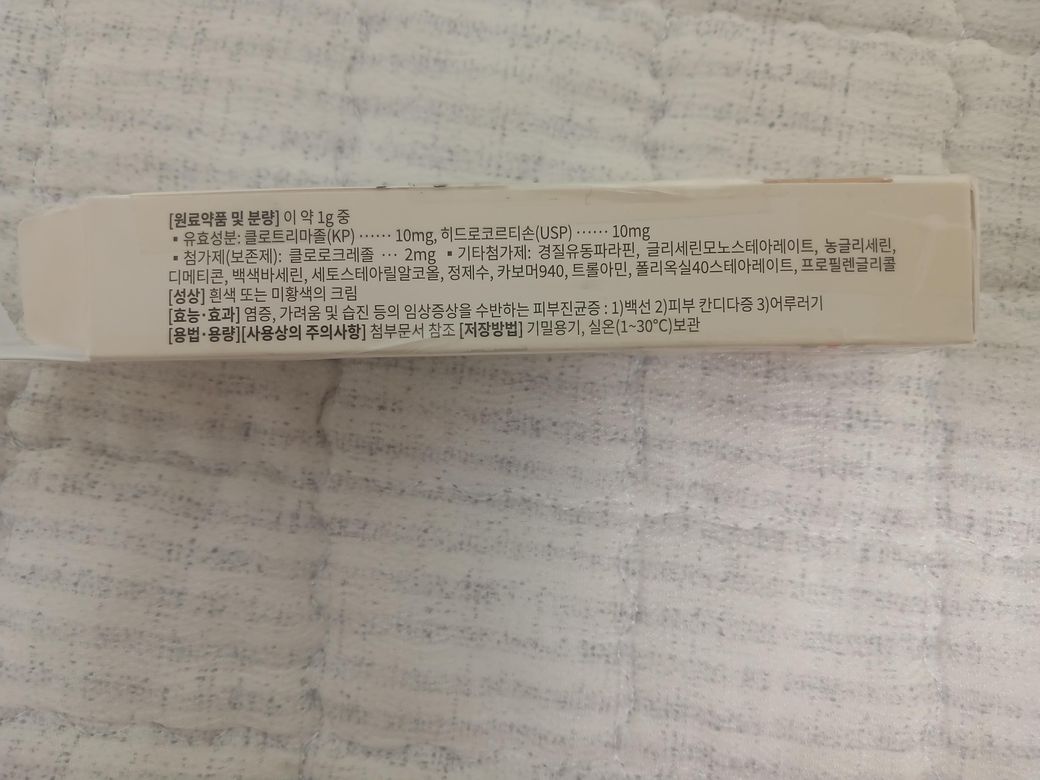 [원료약품 및 분량] 이 약 1g 중
▪ 유효성분: 클로트리마졸(KP) ······ 10mg, 히드로코르티손(USP) ······ 10mg
▪ 첨가제(보존제): 클로로크레졸 ··· 2mg ▪ 기타첨가제: 경질유동파라핀, 글리세린모노스테아레이트, 농글리세린,
디메티콘, 백색바세린, 세토스테아릴알코올, 정제수, 카보머940, 트롤아민, 폴리옥실40스테아레이트, 프로필렌글리콜
[성상] 흰색 또는 미황색의 크림
[효능·효과] 염증, 가려움 및 습진 등의 임상증상을 수반하는 피부진균증 : 1)백선 2)피부 칸디다증 3)어루러기
[용법·용량][사용상의 주의사항] 첨부문서 참조 [저장방법] 기밀용기, 실온(1~30°C)보관